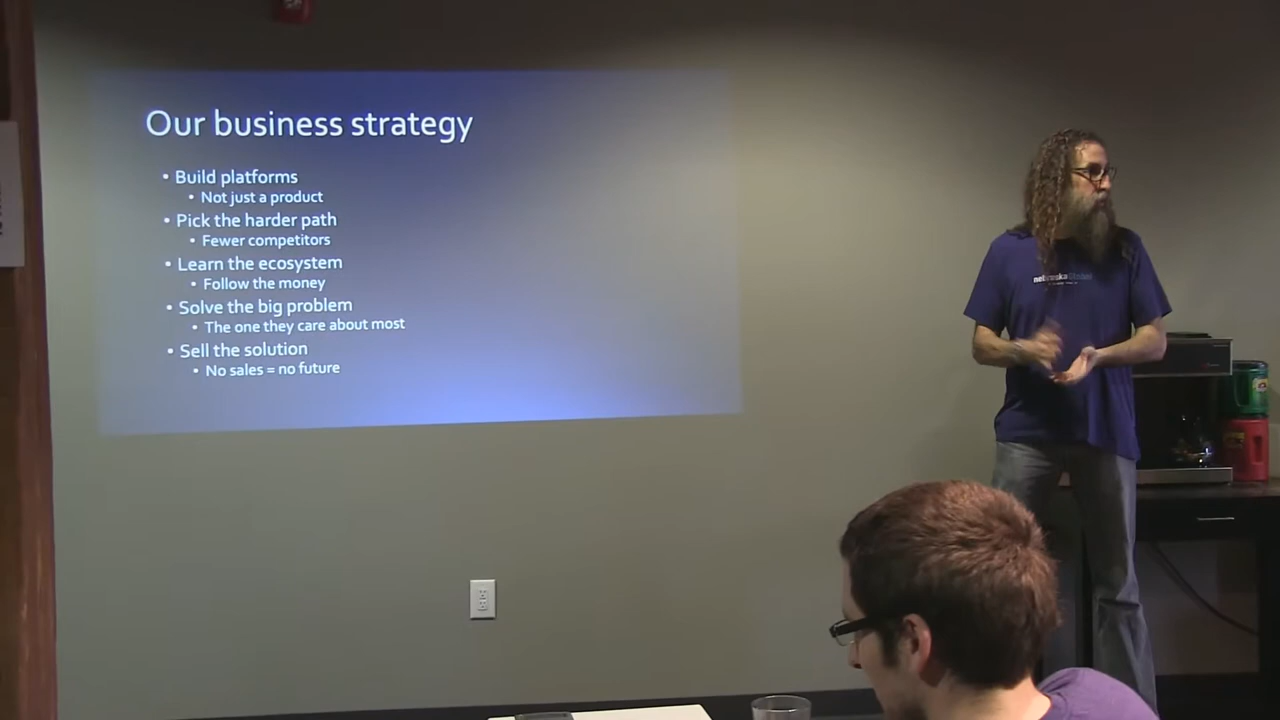 Our business strategy
• Build platforms
• Not just a product
• Pick the harder path
• Fewer competitors
• Learn the ecosystem
• Follow the money
• Solve the big problem
• The one they care about most
• Sell the solution
• No sales = no future
nebraska